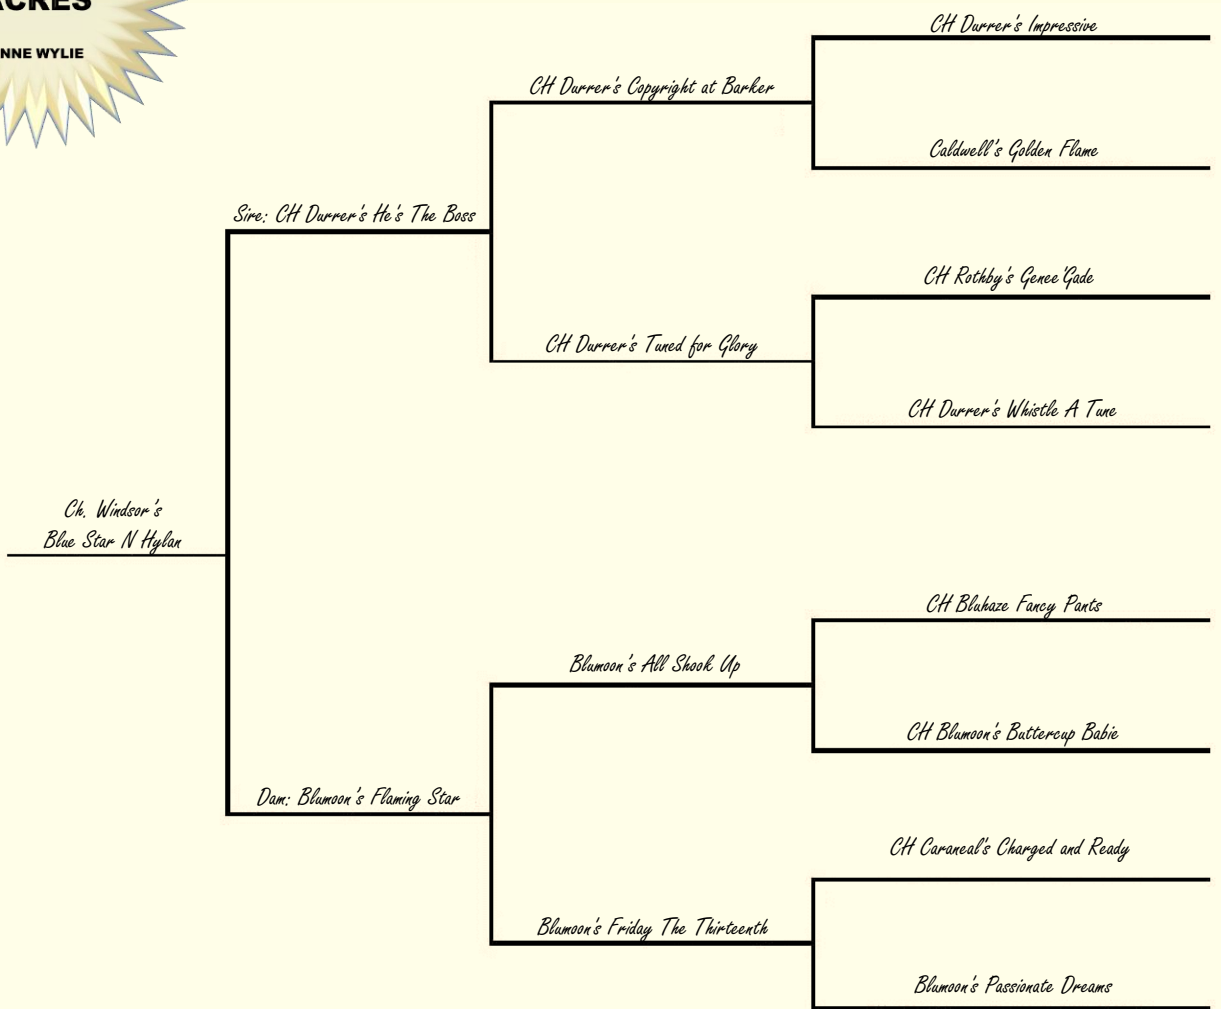 CH Durrer's Impressive
CH Durrer's Copyright at Barker
Caldwell's Golden Flame
Sire: CH Durrer's He's The Boss
CH Rothby's Genee'Gade
CH Durrer's Tuned for Glory
CH Durrer's Whistle A Tune
Ch. Windsor's
Blue Star N Hylan
CH Bluhaze Fancy Pants
Blumoon's All Shook Up
CH Blumoon's Buttercup Babie
Dam: Blumoon's Flaming Star
CH Caraneal's Charged and Ready
Blumoon's Friday The Thirteenth
Blumoon's Passionate Dreams
WYLIE